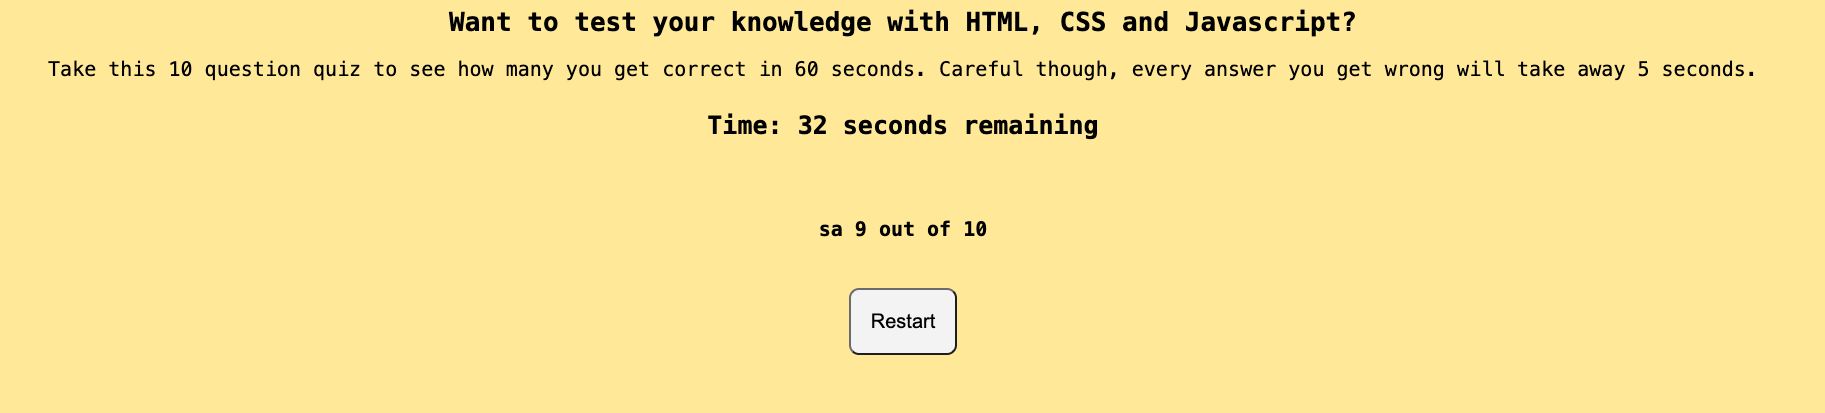 Want to test your knowledge with HTML, CSS and Javascript?
Take this 10 question quiz to see how many you get correct in 60 seconds. Careful though, every answer you get wrong will take away 5 seconds.
Time: 32 seconds remaining
sa 9 out of 10
Restart